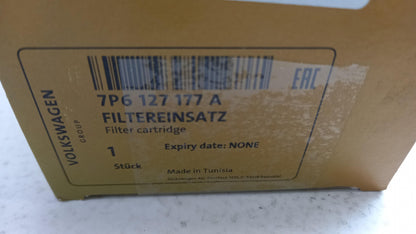 VOLKSWAGEN
GROUP
EAC
7P6 127 177 A
FILTEREINSATZ
Filter cartridge
1
Expiry date: NONE
Stück
Made in Tunisia